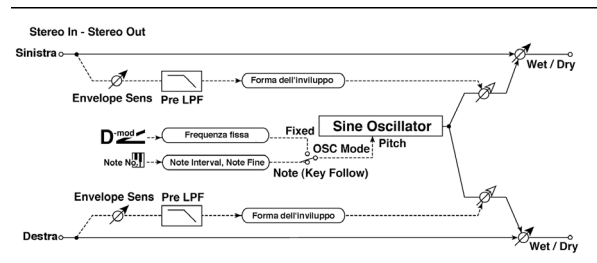 Stereo In - Stereo Out
Sinistra
Wet / Dry
Envelope Sens
Pre LPF
Forma dell'inviluppo
D-mod
Frequenza fissa
Fixed
Sine Oscillator
OSC Mode
Pitch
Note No.
Note Interval, Note Fine
Note (Key Follow)
Envelope Sens
Pre LPF
Forma dell'inviluppo
Destra
Wet / Dry